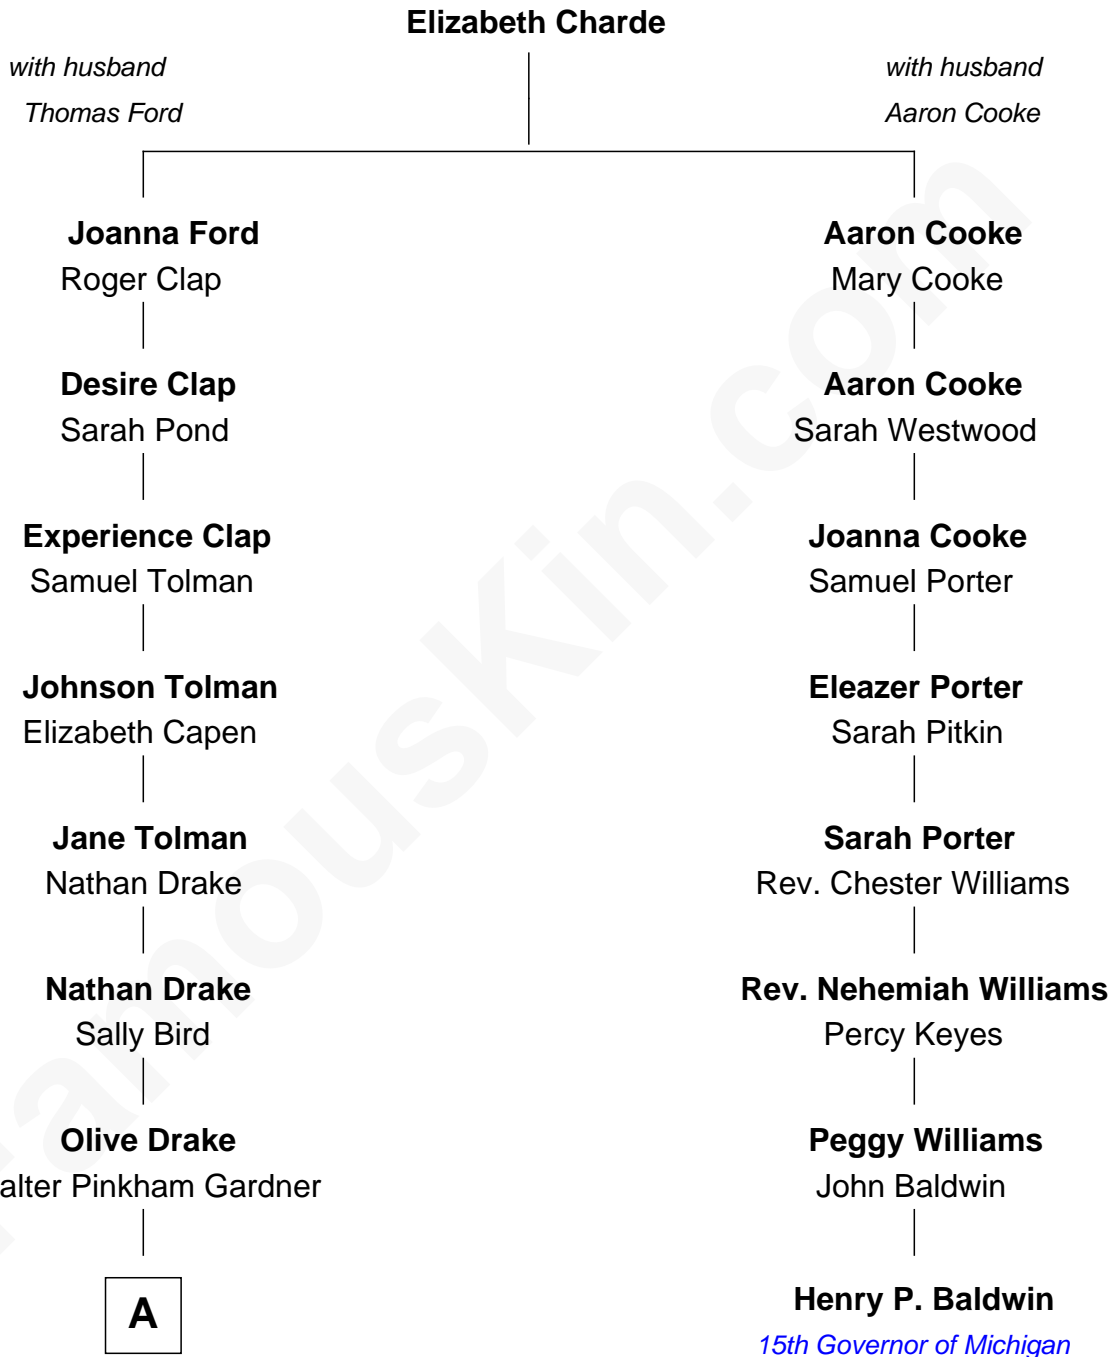 Elizabeth Charde
with husband
Thomas Ford
with husband
Aaron Cooke
Joanna Ford
Roger Clap
Aaron Cooke
Mary Cooke
Desire Clap
Sarah Pond
Aaron Cooke
Sarah Westwood
Experience Clap
Samuel Tolman
Joanna Cooke
Samuel Porter
Johnson Tolman
Elizabeth Capen
Eleazer Porter
Sarah Pitkin
Jane Tolman
Nathan Drake
Sarah Porter
Rev. Chester Williams
Nathan Drake
Sally Bird
Rev. Nehemiah Williams
Percy Keyes
Olive Drake
alter Pinkham Gardner
Peggy Williams
John Baldwin
A
Henry P. Baldwin
15th Governor of Michigan
FamousKin.com